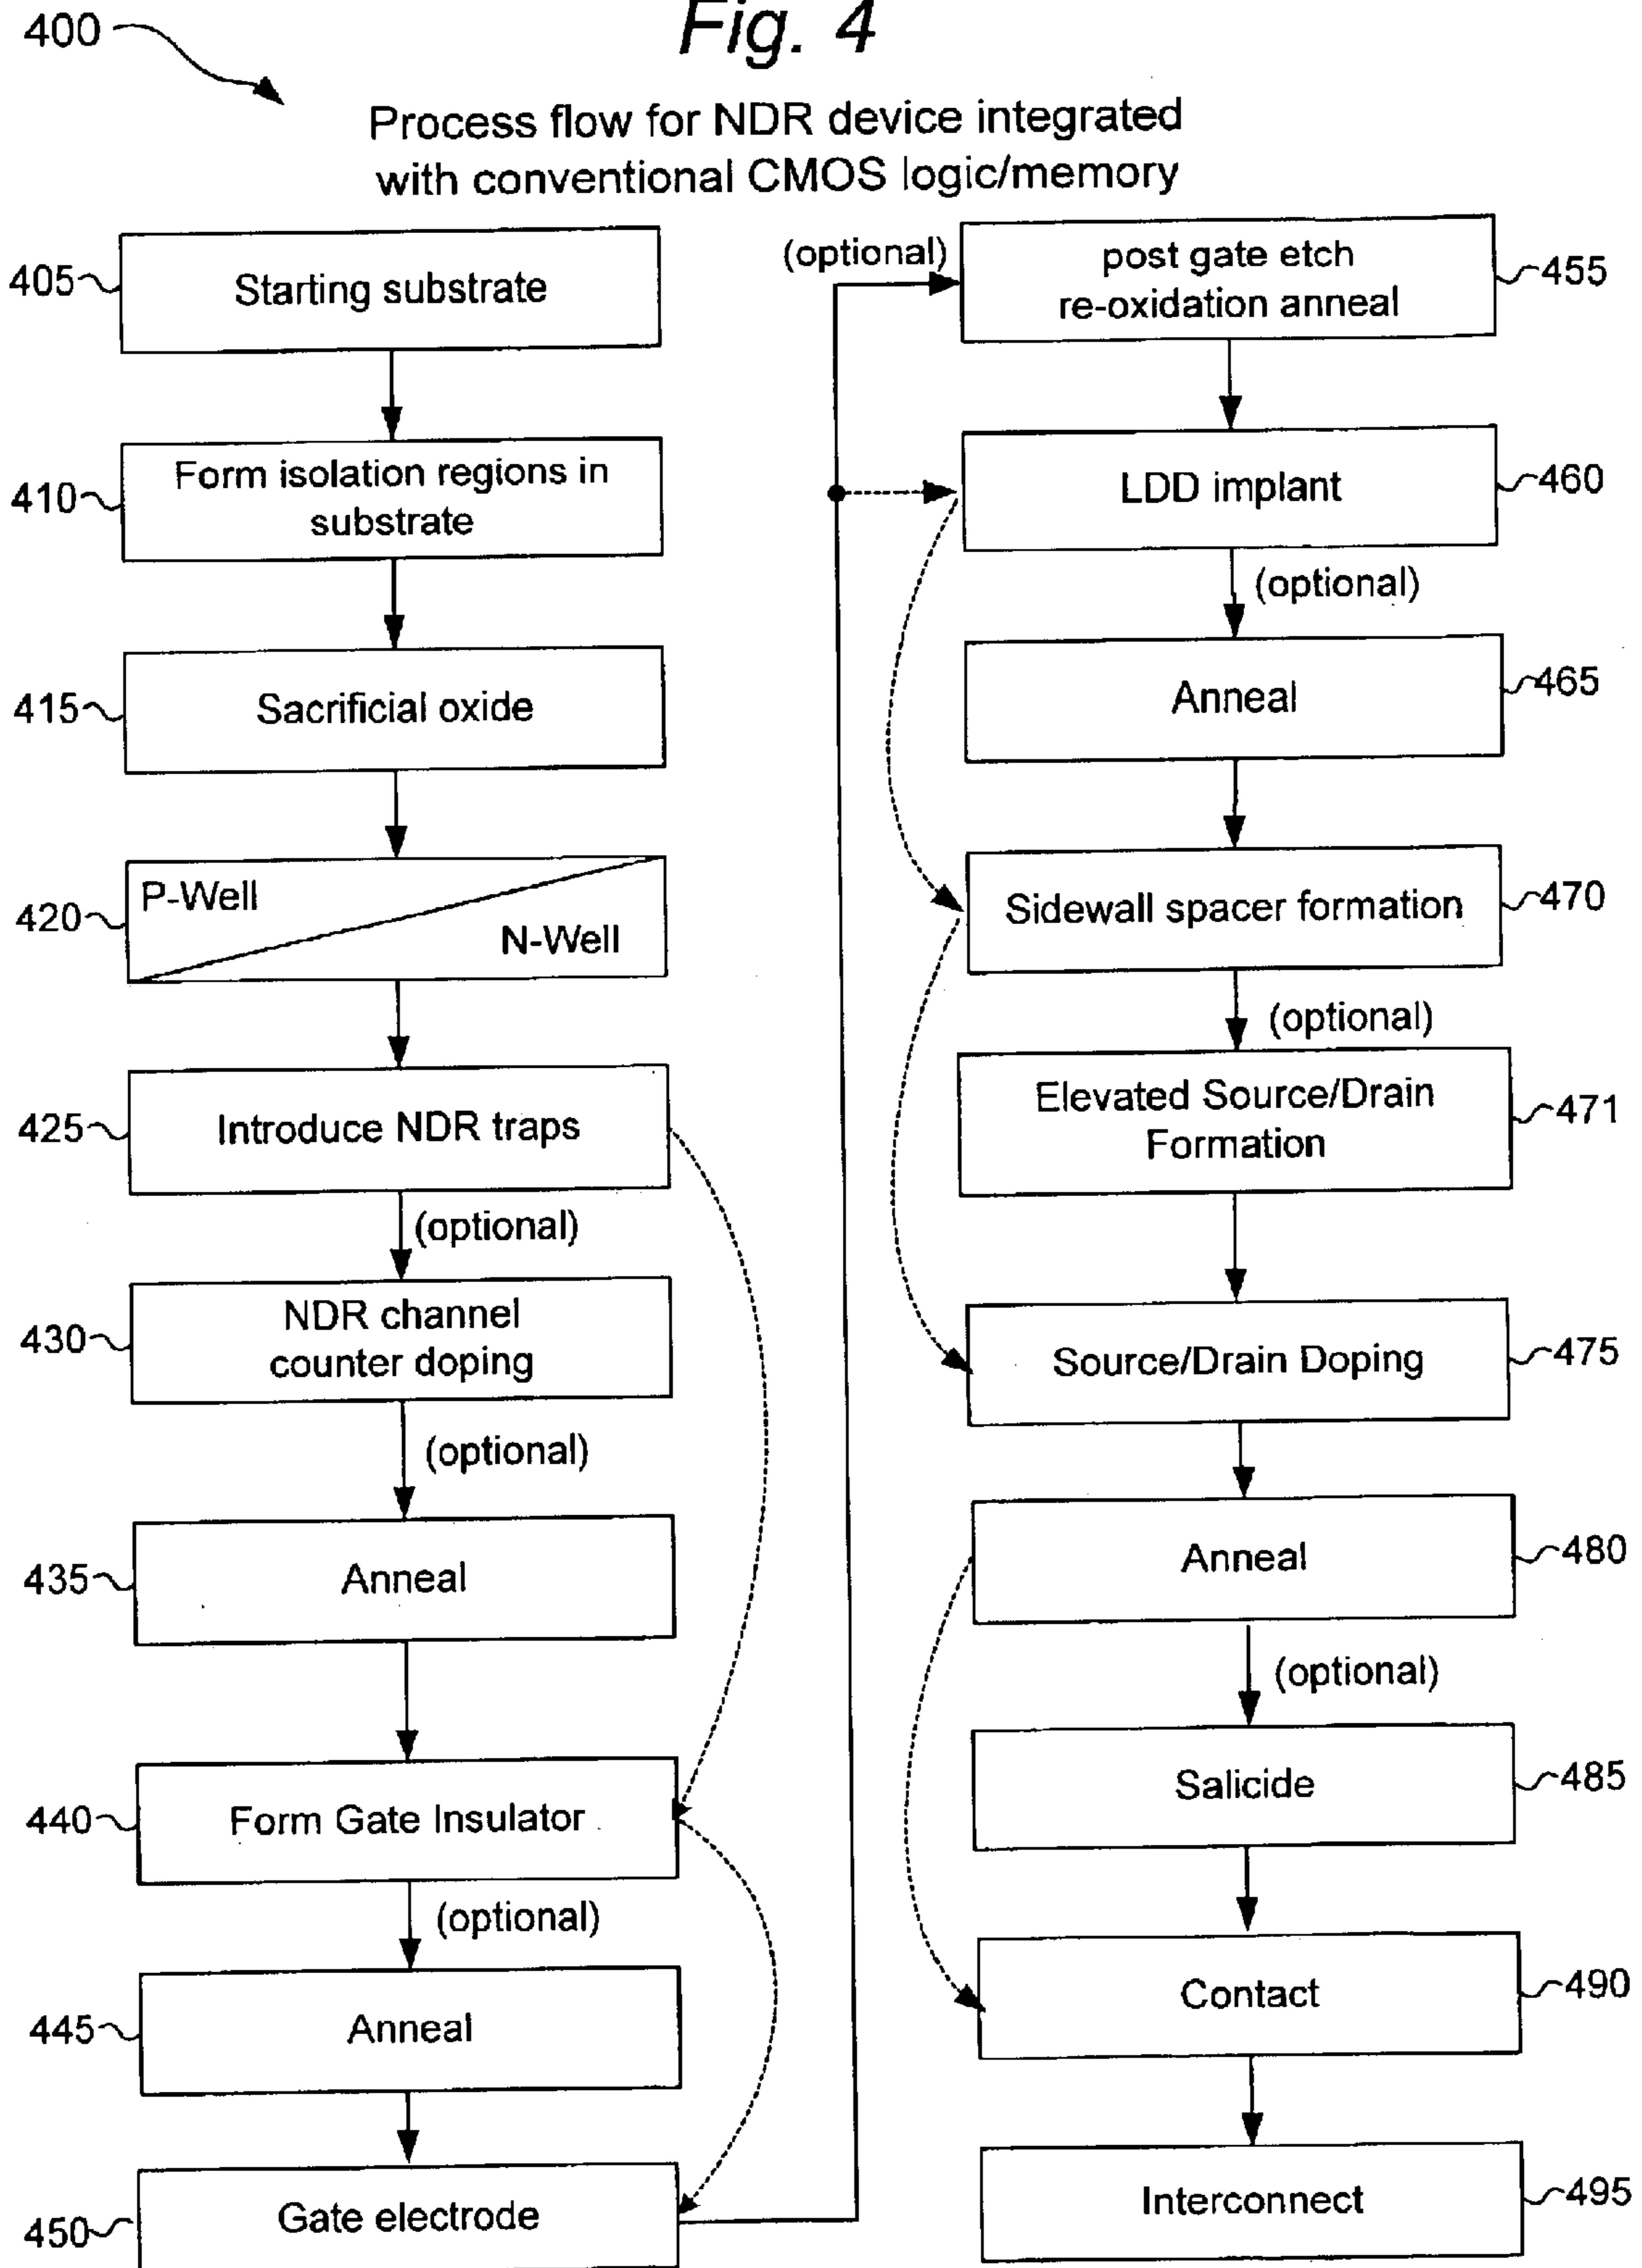 400
Fig. 4
Process flow for NDR device integrated
with conventional CMOS logic/memory
405
Starting substrate
410
Form isolation regions in
substrate
415
Sacrificial oxide
420
P-Well
N-Well
425
Introduce NDR traps
(optional)
430
NDR channel
counter doping
(optional)
435
Anneal
440
Form Gate Insulator
(optional)
445
Anneal
450
Gate electrode
(optional)
post gate etch
re-oxidation anneal
455
LDD implant
460
(optional)
Anneal
465
Sidewall spacer formation
470
(optional)
Elevated Source/Drain
Formation
471
Source/Drain Doping
475
Anneal
480
(optional)
Salicide
485
Contact
490
Interconnect
495